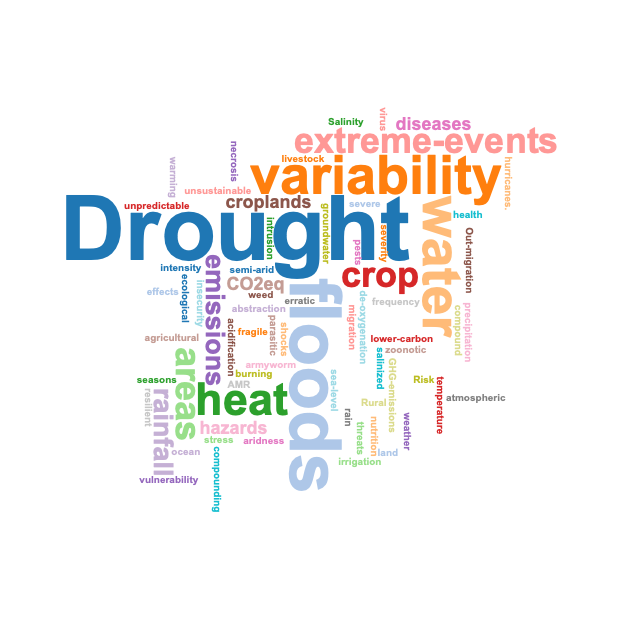 virus
Salinity
diseases
extreme-events
necrosis
warming
livestock
variability
hurricanes.
unsustainable
croplands
unpredictable
Drought
groundwater
severe
water
health
intrusion
severity
Out-migration
pests
intensity
semi-arid
emissions
crop
ecological
CO2eq
floods
effects
insecurity
weed
erratic
de-oxygenation
frequency
abstraction
migration
precipitation
compound
acidification
fragile
parasitic
shocks
agricultural
lower-carbon
zoonotic
areas
salinized
GHG-emissions
armyworm
burning
seasons
AMR
heat
sea-level
Risk
temperature
resilient
rainfall
atmospheric
Rural
rain
nutrition
weather
hazards
threats
stress
aridness
ocean
compounding
land
irrigation
vulnerability